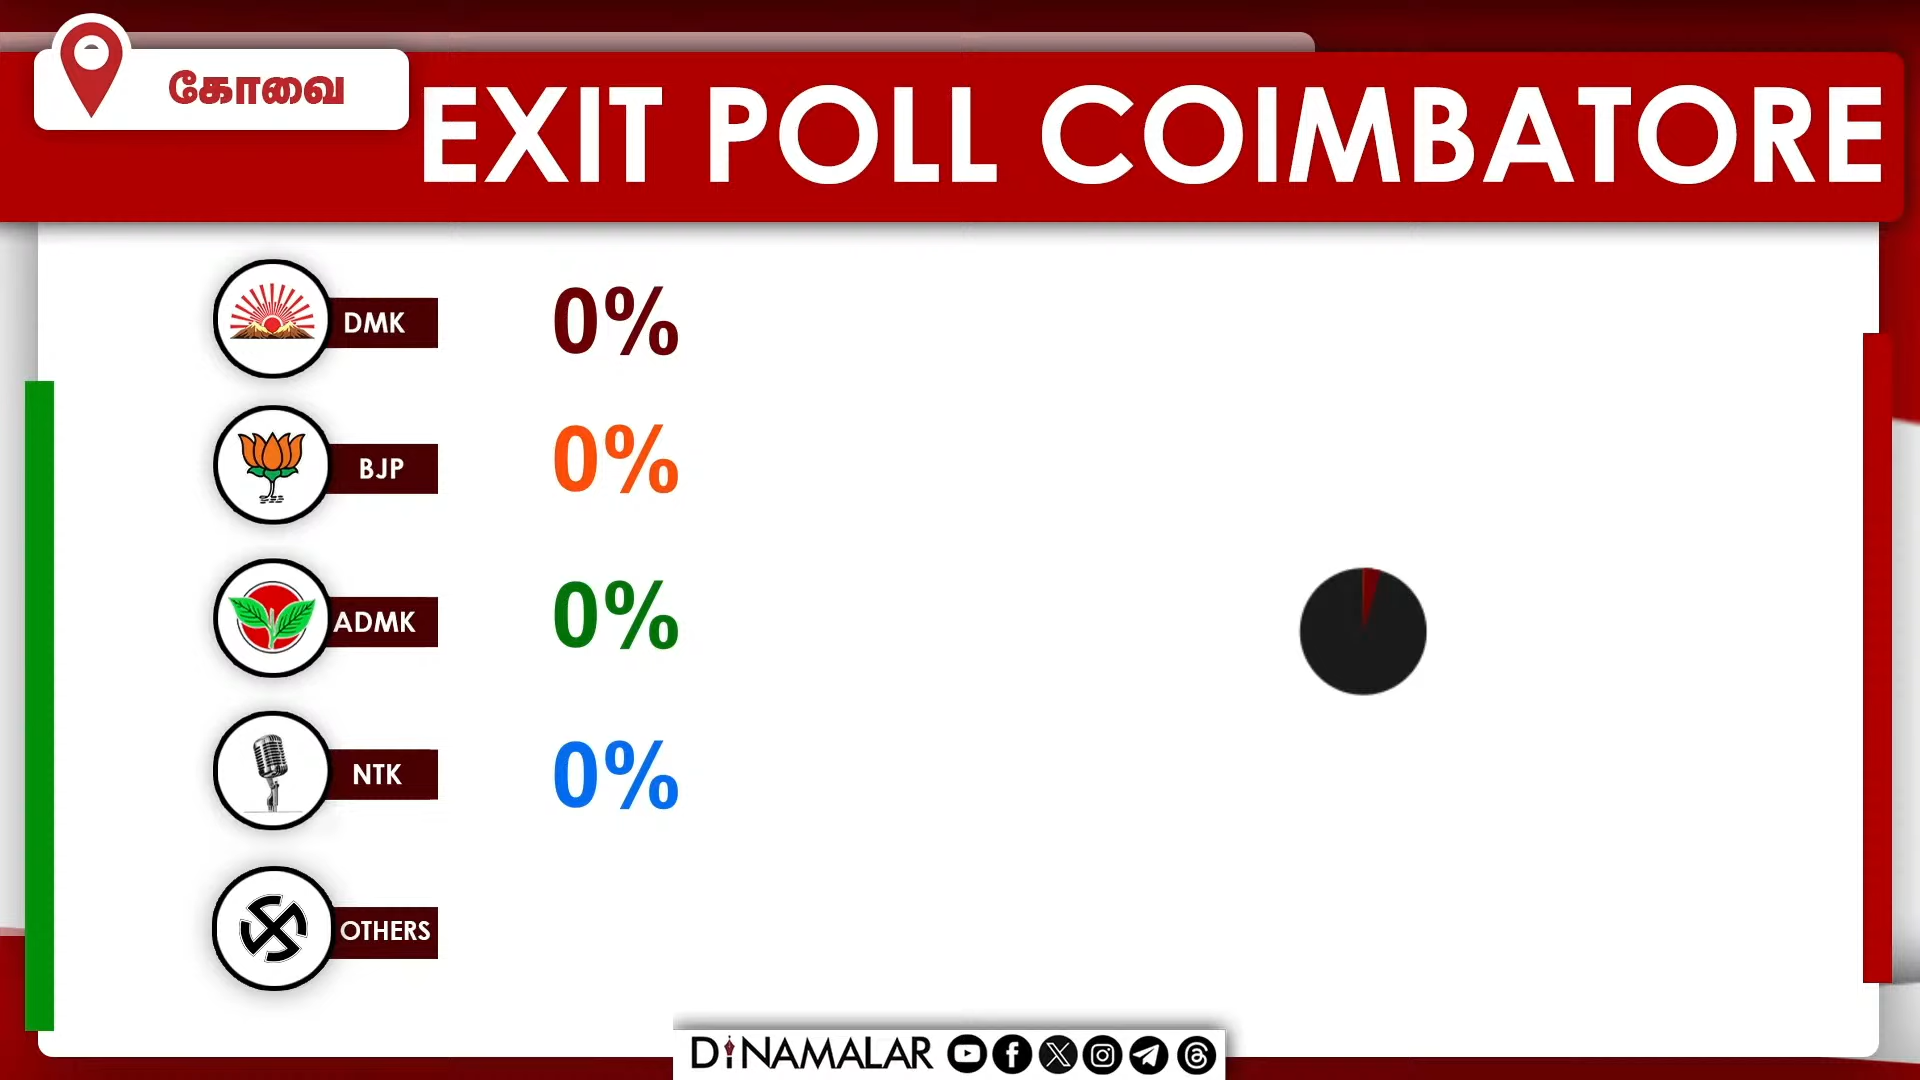 கோவை
EXIT POLL COIMBATORE
DMK 0%
BJP 0%
ADMK 0%
NTK 0%
OTHERS
DINAMALAR